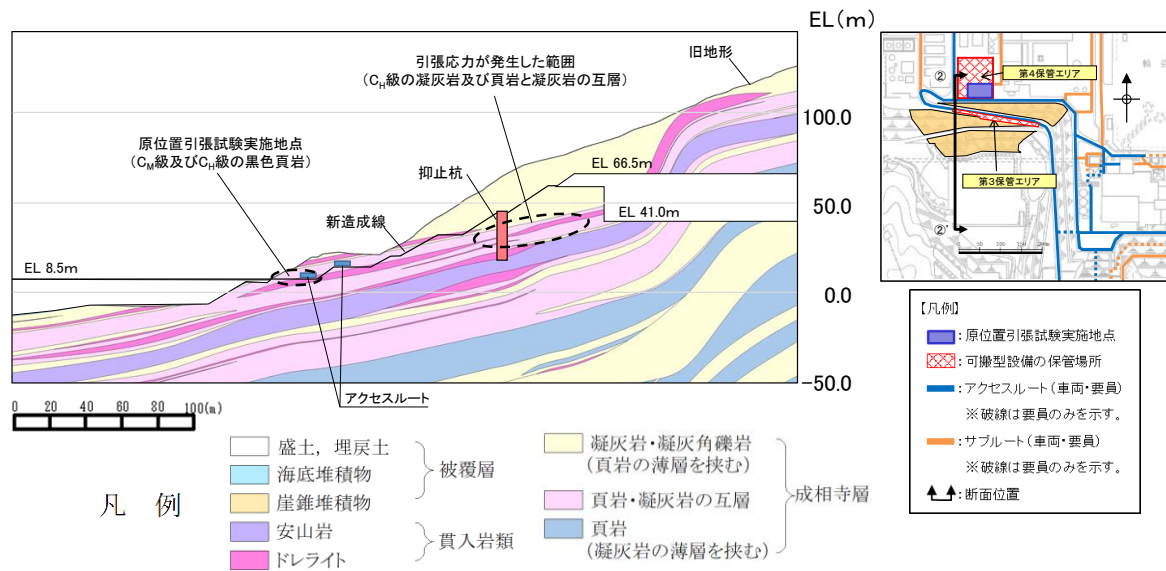 EL(m)
旧地形
引張応力が発生した範囲
(CH級の凝灰岩及び頁岩と凝灰岩の互層)
原位置引張試験実施地点
(CM級及びCH級の黒色頁岩)
抑止杭
新造成線
EL 66.5m
EL 41.0m
EL 8.5m
アクセスルート
100.0
50.0
0.0
-50.0
0 20 40 60 80 100(m)
凡 例
盛土，埋戻土
海底堆積物
崖錐堆積物
被覆層
安山岩
ドレライト
貫入岩類
凝灰岩・凝灰角礫岩
(頁岩の薄層を挟む)
頁岩・凝灰岩の互層
頁岩
(凝灰岩の薄層を挟む)
成相寺層
②
第4保管エリア
第3保管エリア
②'
50 100 150
【凡例】
:原位置引張試験実施地点
:可搬型設備の保管場所
:アクセスルート(車両・要員)
※破線は要員のみを示す。
:サブルート(車両・要員)
※破線は要員のみを示す。
:断面位置